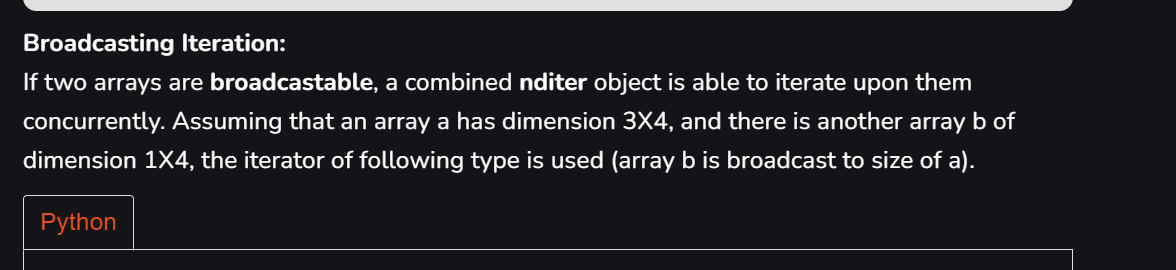 Broadcasting Iteration:
If two arrays are broadcastable, a combined nditer object is able to iterate upon them
concurrently. Assuming that an array a has dimension 3X4, and there is another array b of
dimension 1X4, the iterator of following type is used (array b is broadcast to size of a).
Python